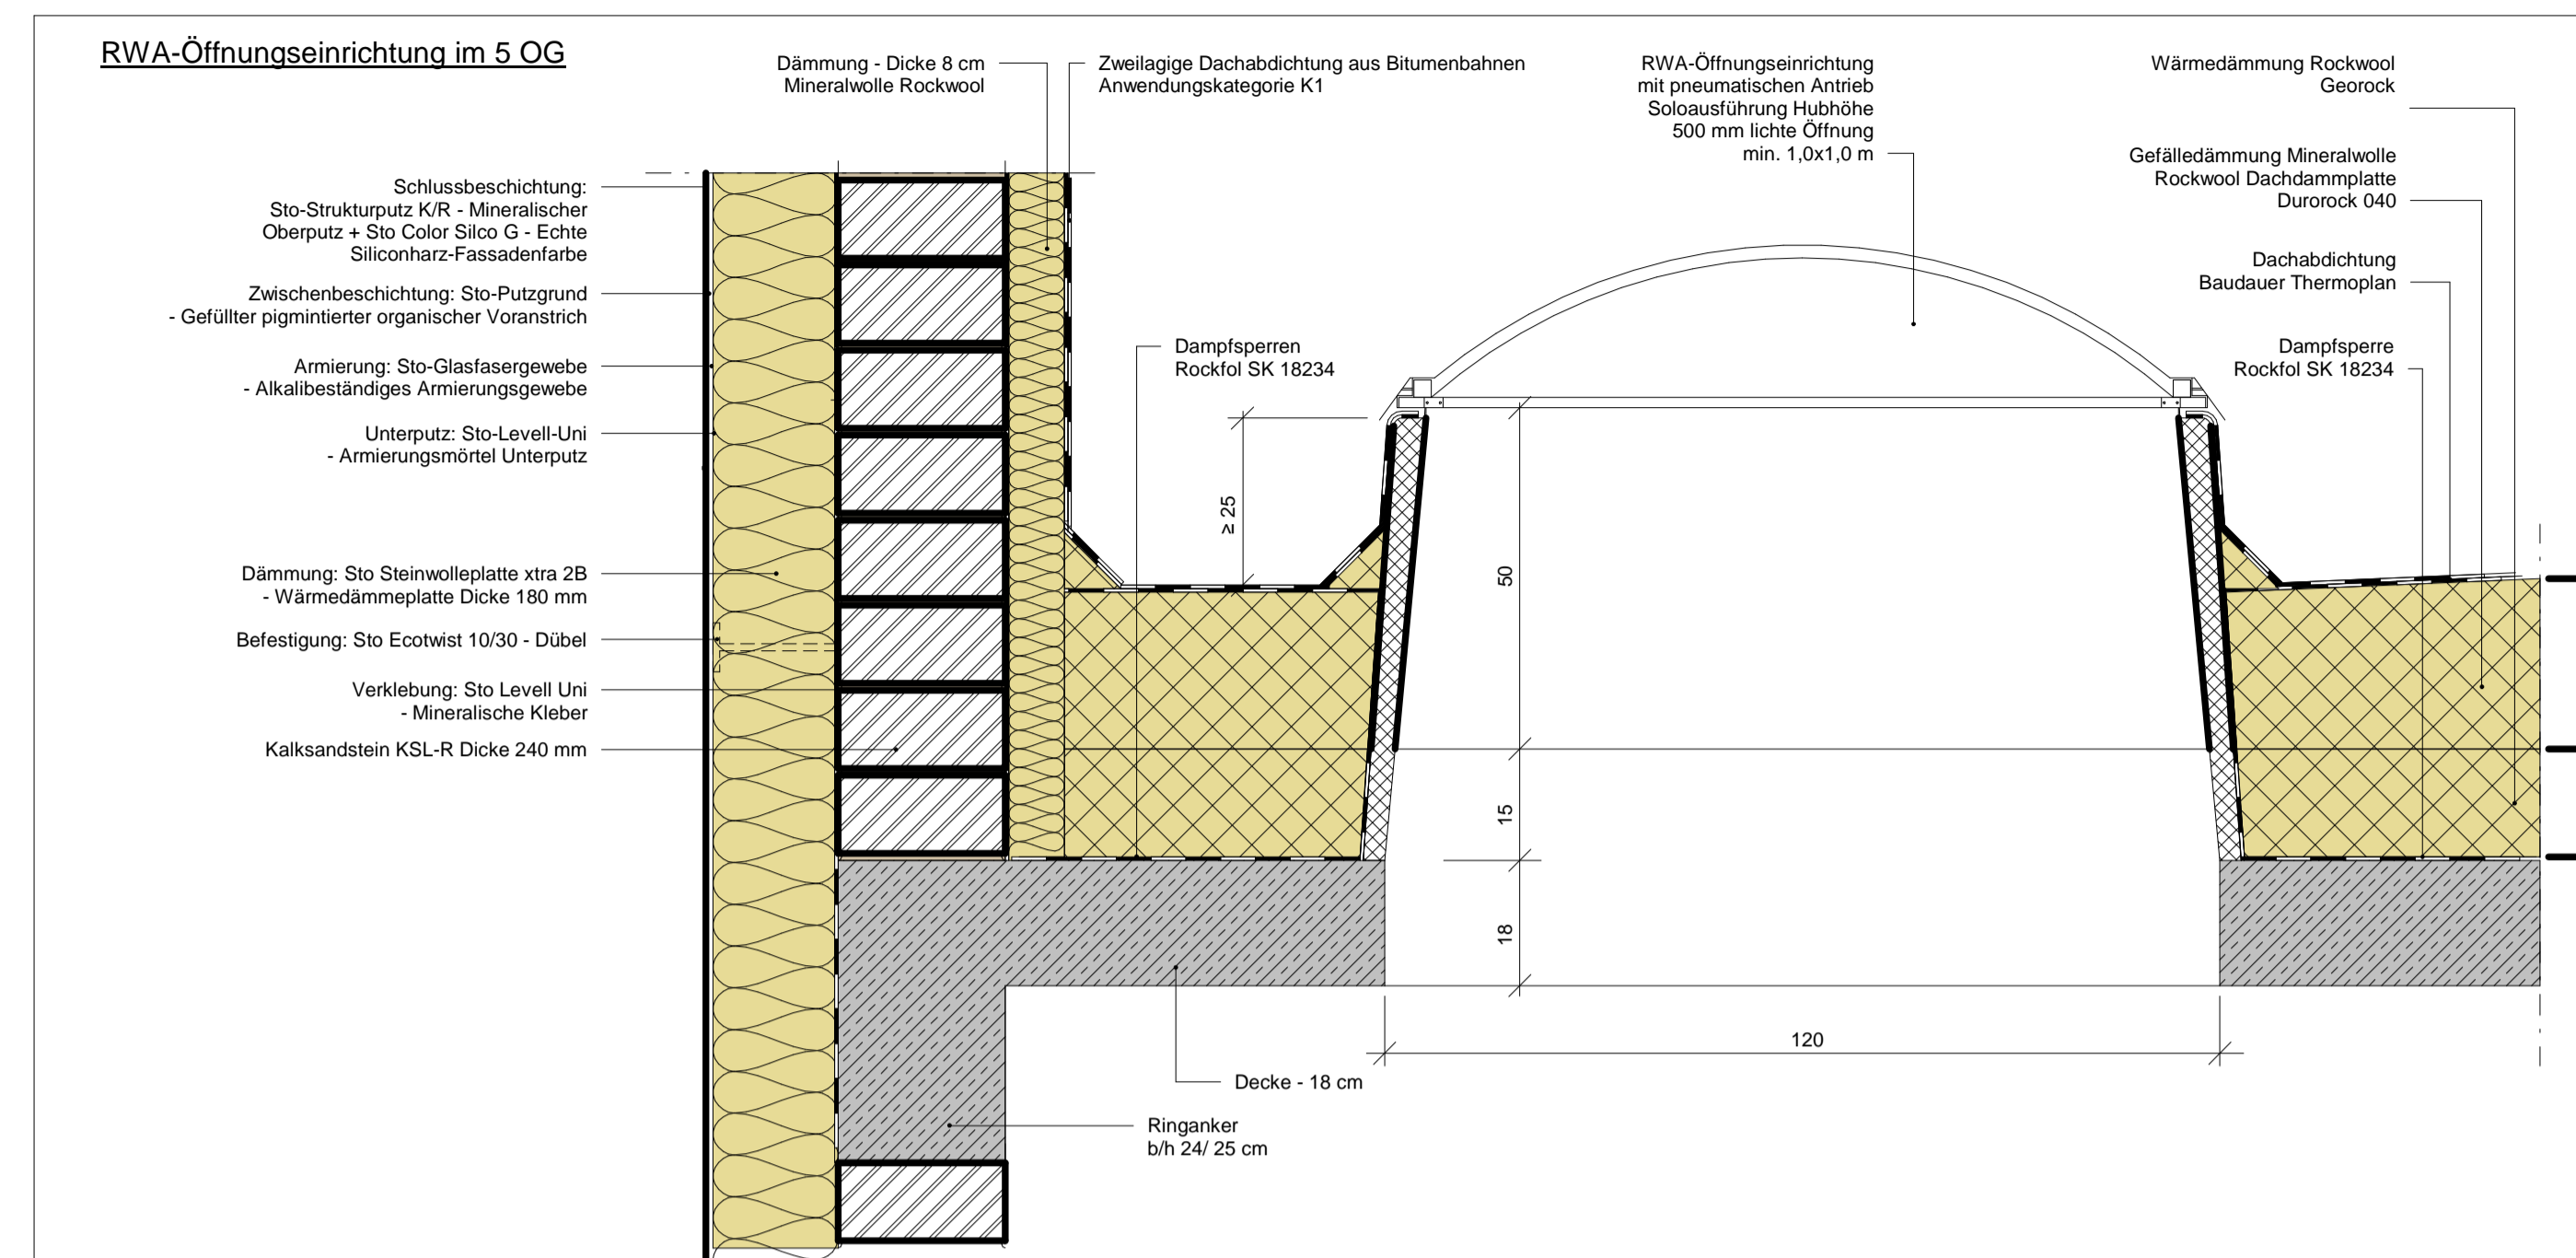 RWA-Öffnungseinrichtung im 5 OG
Dämmung - Dicke 8 cm
Mineralwolle Rockwool
Zweilagige Dachabdichtung aus Bitumenbahnen
Anwendungskategorie K1
RWA-Öffnungseinrichtung
mit pneumatischen Antrieb
Soloausführung Hubhöhe
500 mm lichte Öffnung
min. 1,0x1,0 m
Wärmedämmung Rockwool
Georock
Gefälledämmung Mineralwolle
Rockwool Dachdammplatte
Durorock 040
Dachabdichtung
Baudauer Thermoplan
Dampfsperre
Rockfol SK 18234
Schlussbeschichtung:
Sto-Strukturputz K/R - Mineralischer
Oberputz + Sto Color Silco G - Echte
Siliconharz-Fassadenfarbe
Zwischenbeschichtung: Sto-Putzgrund
- Gefüllter pigmintierter organischer Voranstrich
Armierung: Sto-Glasfasergewebe
- Alkalibeständiges Armierungsgewebe
Unterputz: Sto-Levell-Uni
- Armierungsmörtel Unterputz
Dämmung: Sto Steinwolleplatte xtra 2B
- Wärmedämmeplatte Dicke 180 mm
Befestigung: Sto Ecotwist 10/30 - Dübel
Verklebung: Sto Levell Uni
- Mineralische Kleber
Kalksandstein KSL-R Dicke 240 mm
Dampfsperren
Rockfol SK 18234
≥ 25
50
15
18
120
Decke - 18 cm
Ringanker
b/h 24/ 25 cm